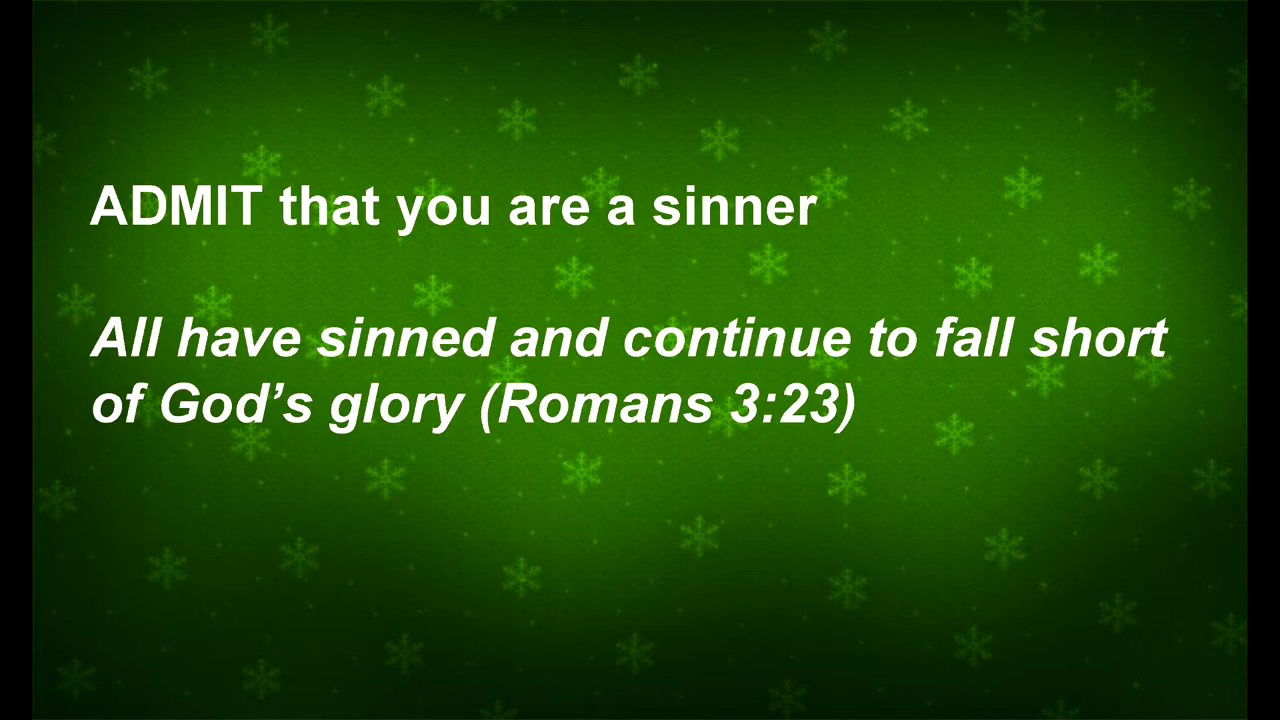 ADMIT that you are a sinner
All have sinned and continue to fall short
of God’s glory (Romans 3:23)